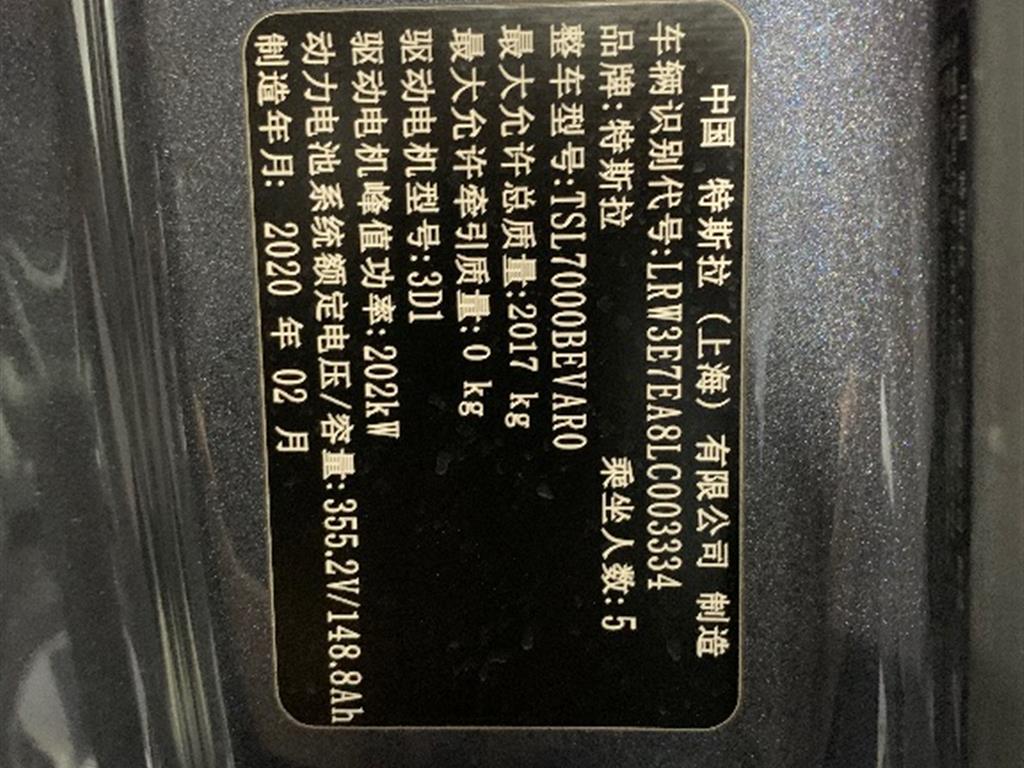 中国 特斯拉（上海）有限公司 制造
车辆识别代号:LRW3E7EA8LC003334
品牌:特斯拉 乘坐人数:5
整车型号:TSL7000BEVAR0
最大允许总质量:2017 kg
最大允许牵引质量:0 kg
驱动电机型号:3D1
驱动电机峰值功率:202kW
动力电池系统额定电压/容量:355.2V/148.8Ah
制造年月: 2020 年 02 月